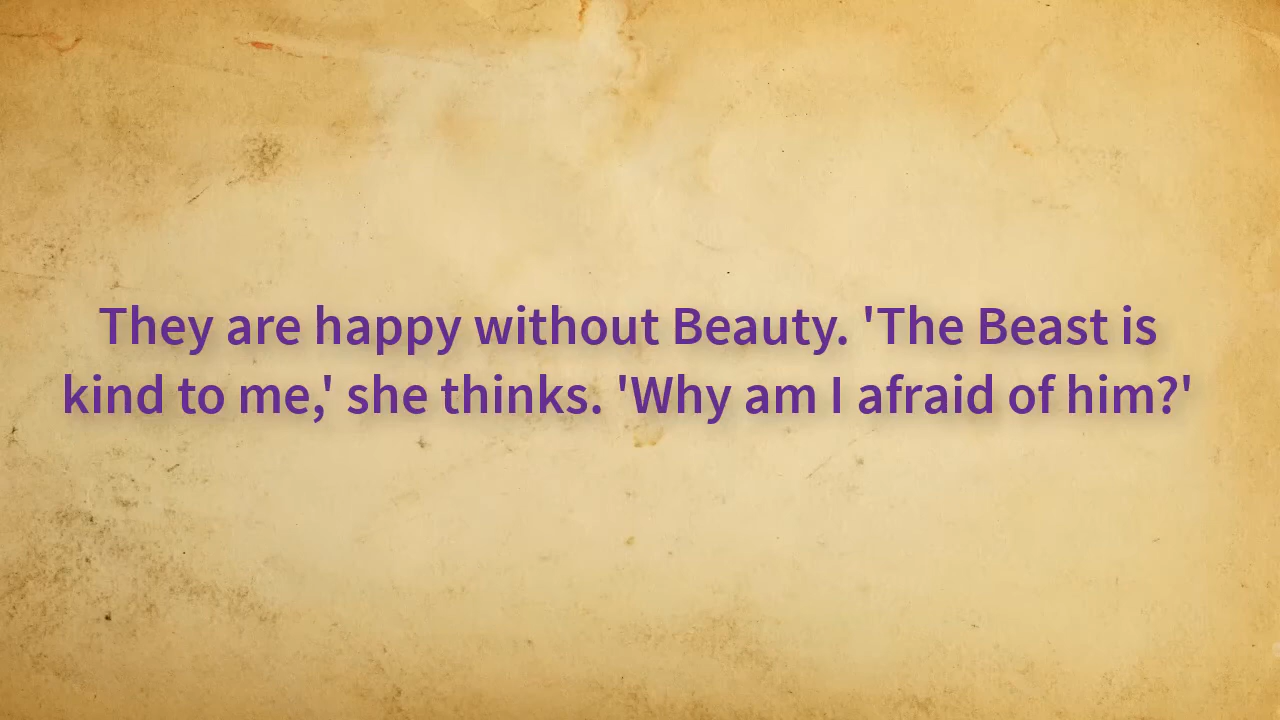 They are happy without Beauty. 'The Beast is
kind to me,' she thinks. 'Why am I afraid of him?'